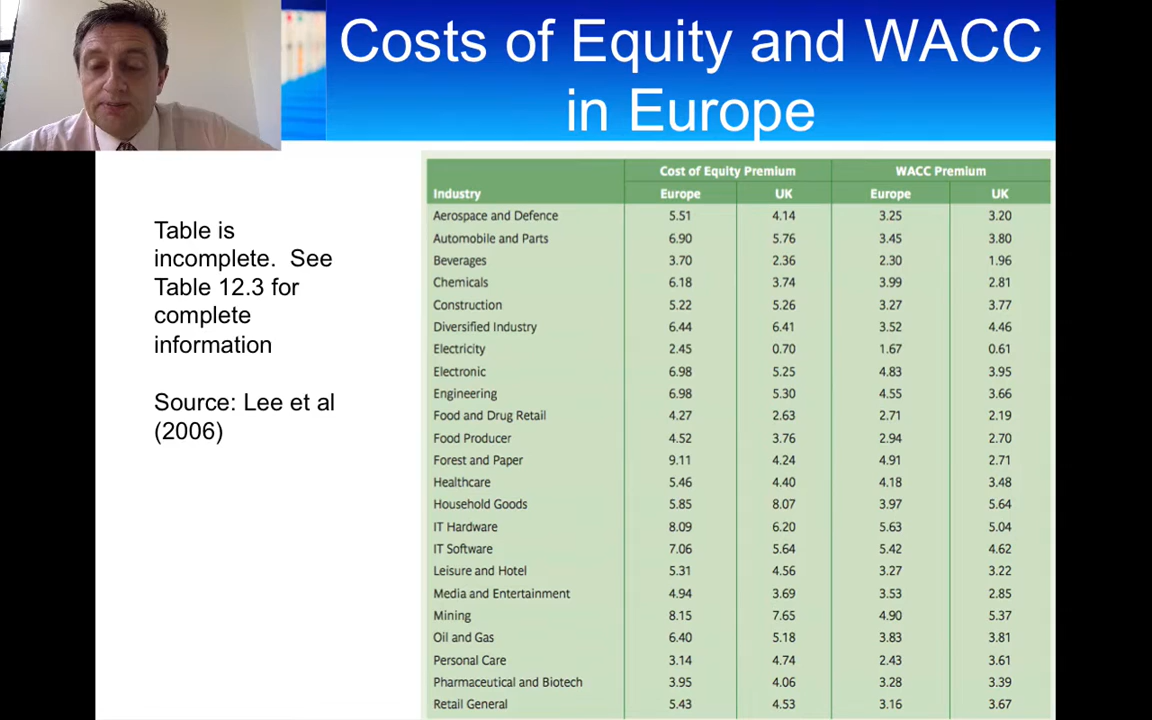 Costs of Equity and WACC
in Europe
Table is
incomplete.  See
Table 12.3 for
complete
information
Source: Lee et al
(2006)
Cost of Equity Premium WACC Premium
Industry Europe UK Europe UK
Aerospace and Defence 5.51 4.14 3.25 3.20
Automobile and Parts 6.90 5.76 3.45 3.80
Beverages 3.70 2.36 2.30 1.96
Chemicals 6.18 3.74 3.99 2.81
Construction 5.22 5.26 3.27 3.77
Diversified Industry 6.44 6.41 3.52 4.46
Electricity 2.45 0.70 1.67 0.61
Electronic 6.98 5.25 4.83 3.95
Engineering 6.98 5.30 4.55 3.66
Food and Drug Retail 4.27 2.63 2.71 2.19
Food Producer 4.52 3.76 2.94 2.70
Forest and Paper 9.11 4.24 4.91 2.71
Healthcare 5.46 4.40 4.18 3.48
Household Goods 5.85 8.07 3.97 5.64
IT Hardware 8.09 6.20 5.63 5.04
IT Software 7.06 5.64 5.42 4.62
Leisure and Hotel 5.31 4.56 3.27 3.22
Media and Entertainment 4.94 3.69 3.53 2.85
Mining 8.15 7.65 4.90 5.37
Oil and Gas 6.40 5.18 3.83 3.81
Personal Care 3.14 4.74 2.43 3.61
Pharmaceutical and Biotech 3.95 4.06 3.28 3.39
Retail General 5.43 4.53 3.16 3.67